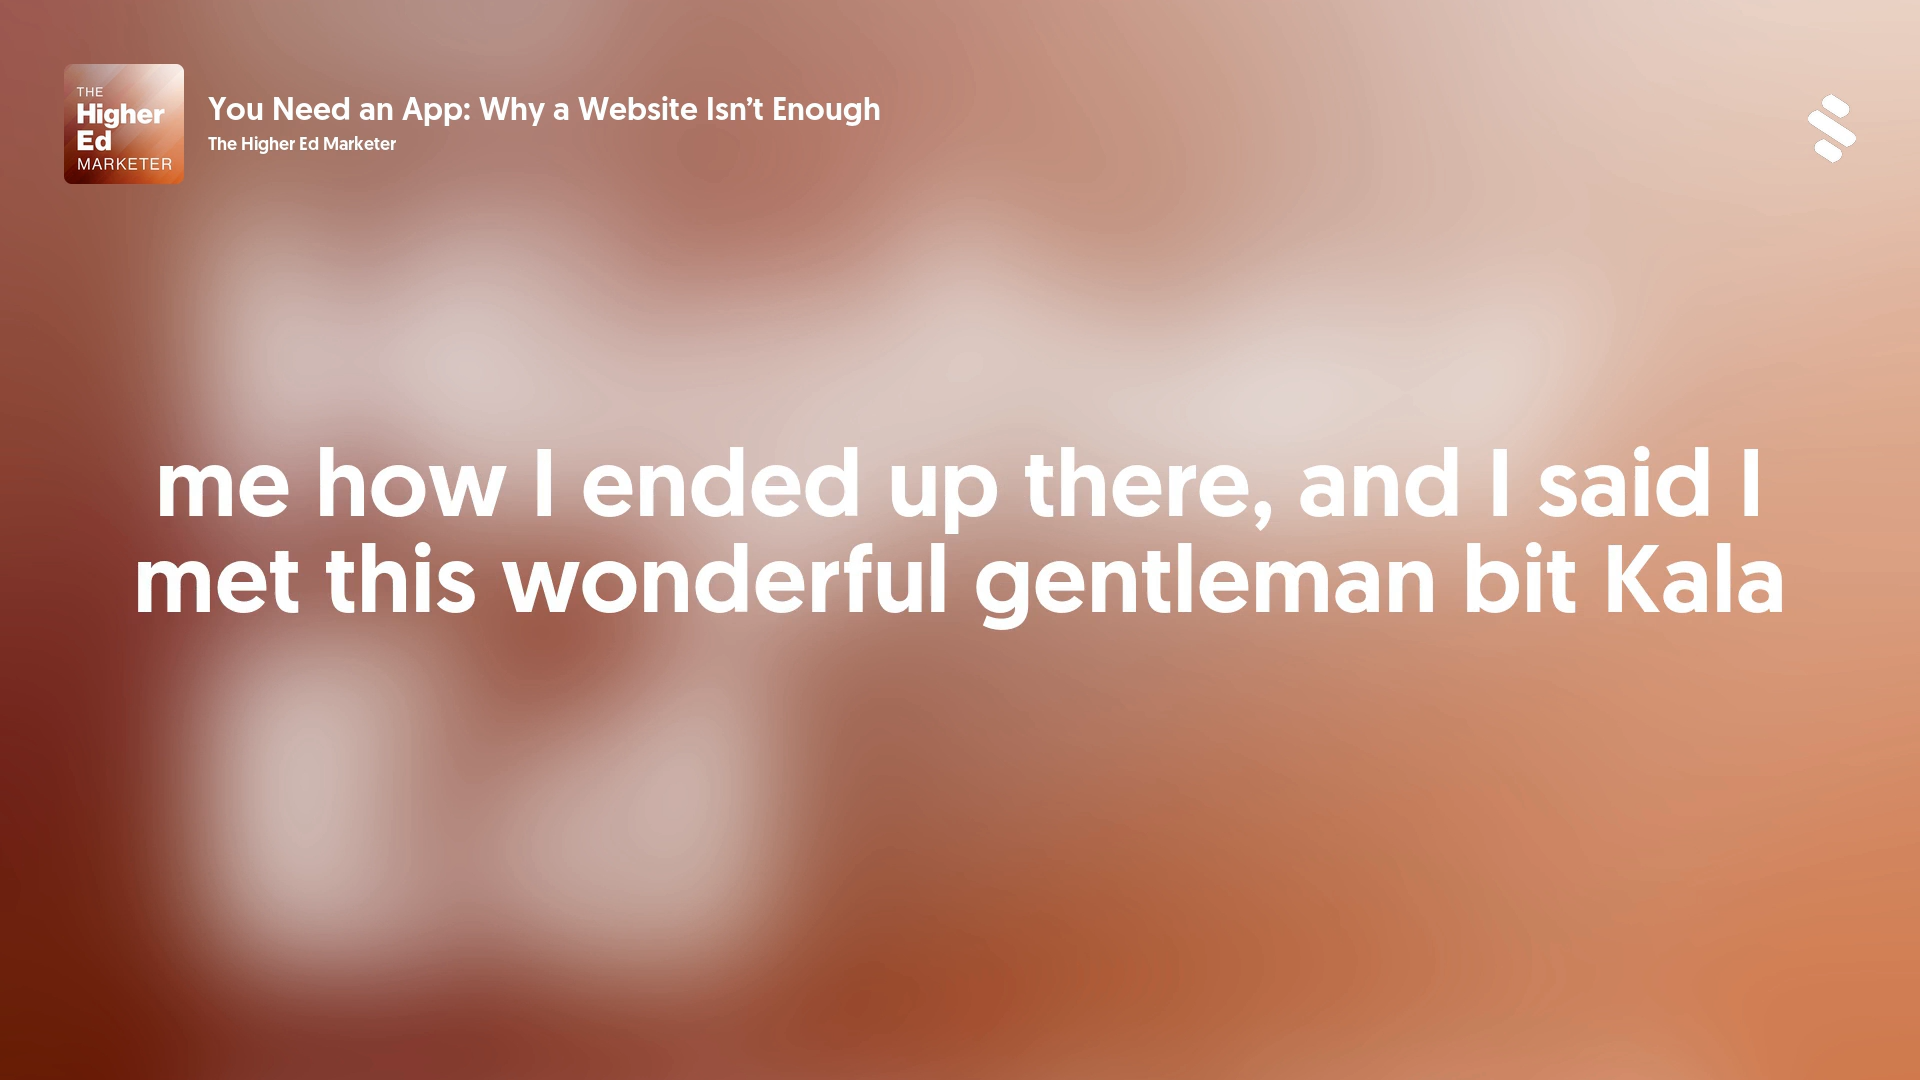 THE
Higher
Ed
MARKETER
You Need an App: Why a Website Isn’t Enough
The Higher Ed Marketer
me how I ended up there, and I said I
met this wonderful gentleman bit Kala